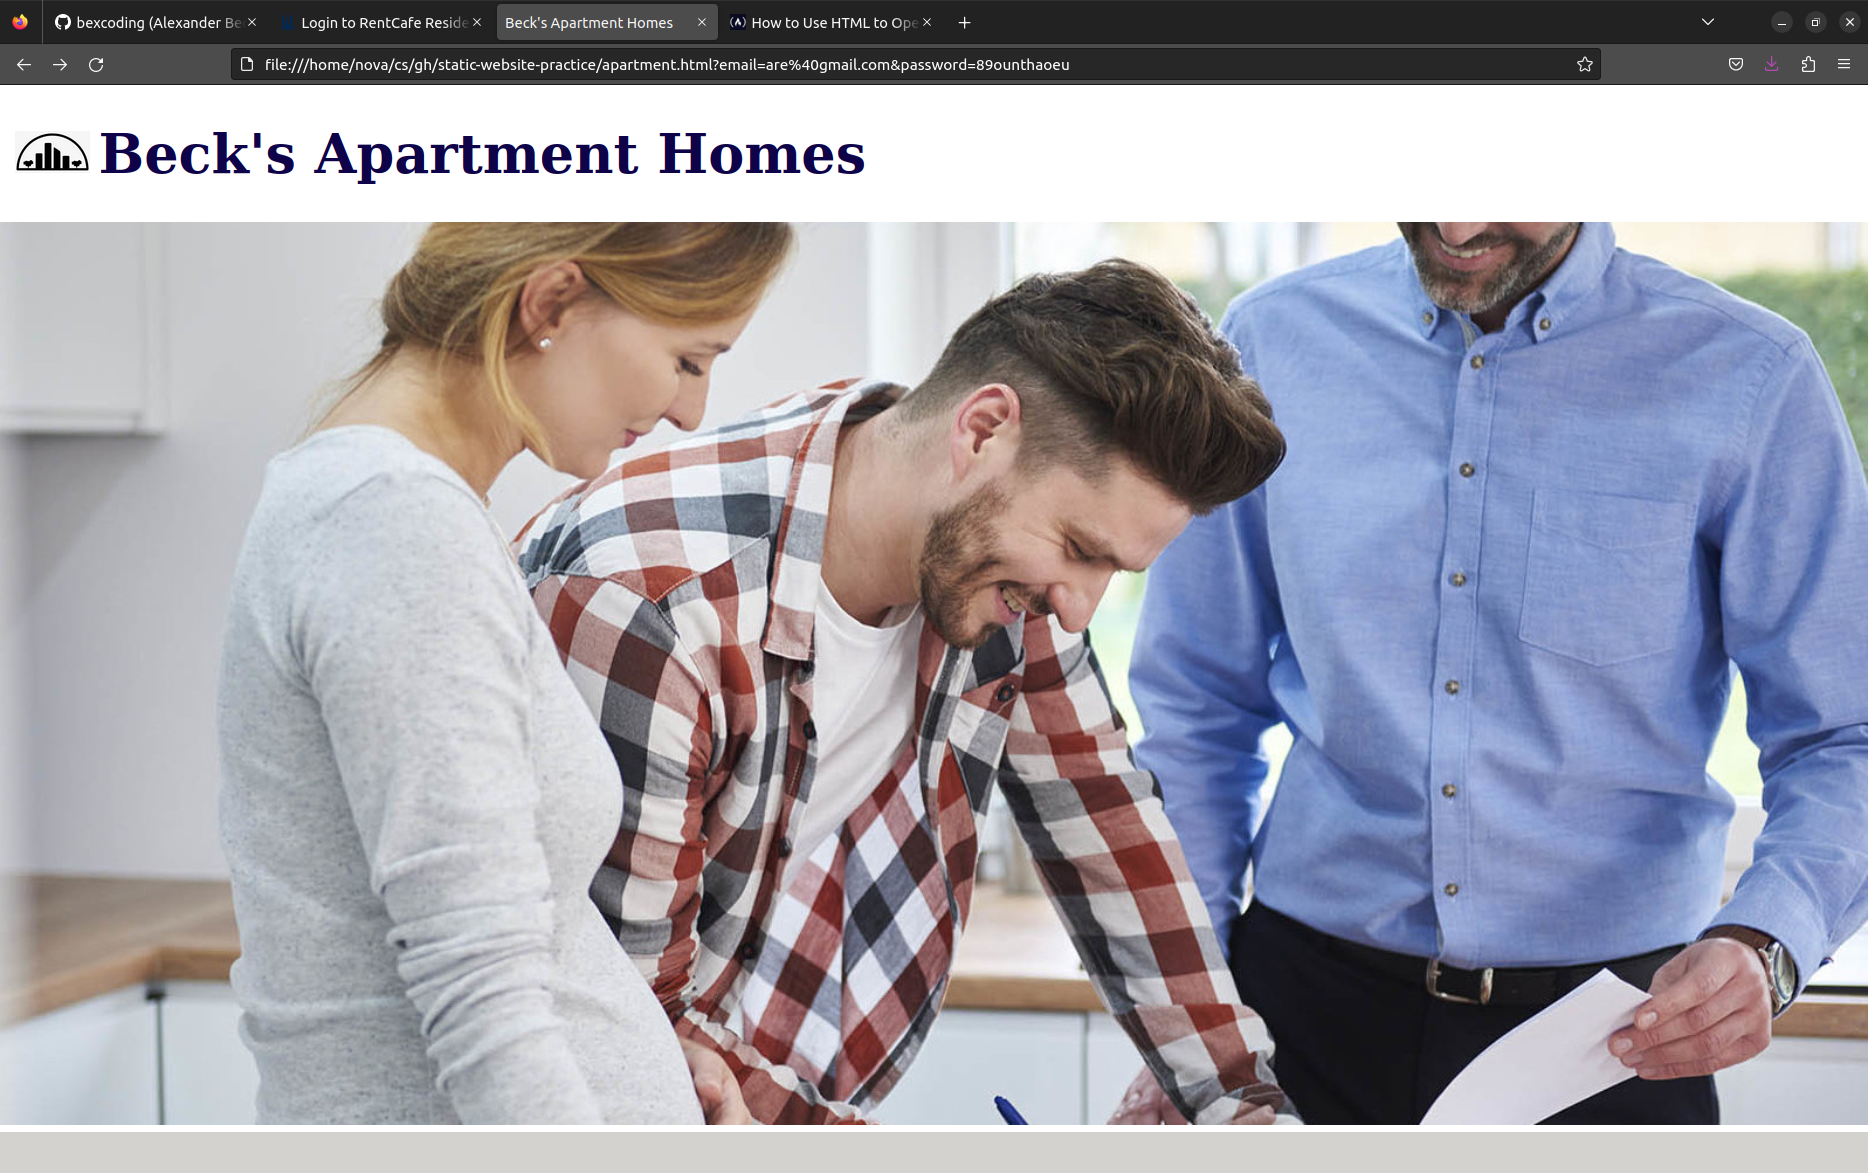 bexcoding (Alexander Be
Login to RentCafe Reside
Beck's Apartment Homes
How to Use HTML to Ope
file:///home/nova/cs/gh/static-website-practice/apartment.html?email=are%40gmail.com&password=89ounthaoeu
Beck's Apartment Homes